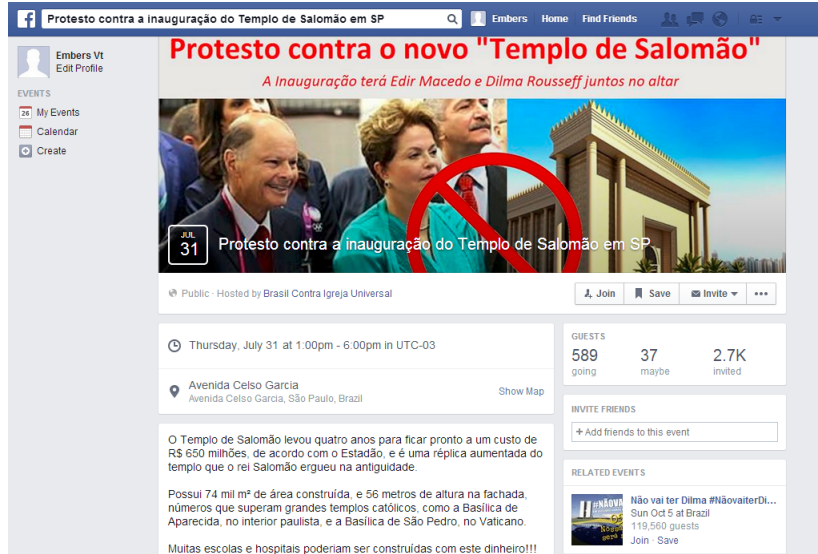 Protesto contra a inauguração do Templo de Salomão em SP
Embers Home Find Friends
Embers Vt
Edit Profile
EVENTS
26 My Events
Calendar
Create
Protesto contra o novo "Templo de Salomão"
A Inauguração terá Edir Macedo e Dilma Rousseff juntos no altar
JUL
31
Protesto contra a inauguração do Templo de Salomão em SP
Public · Hosted by Brasil Contra Igreja Universal
Join Save Invite
Thursday, July 31 at 1:00pm - 6:00pm in UTC-03
Avenida Celso Garcia
Avenida Celso Garcia, São Paulo, Brazil
Show Map
O Templo de Salomão levou quatro anos para ficar pronto a um custo de
R$ 650 milhões, de acordo com o Estadão, e é uma réplica aumentada do
templo que o rei Salomão ergueu na antiguidade.
Possui 74 mil m² de área construída, e 56 metros de altura na fachada,
números que superam grandes templos católicos, como a Basílica de
Aparecida, no interior paulista, e a Basílica de São Pedro, no Vaticano.
Muitas escolas e hospitais poderiam ser construídas com este dinheiro!!!
GUESTS
589 37 2.7K
going maybe invited
INVITE FRIENDS
+ Add friends to this event
RELATED EVENTS
Não vai ter Dilma #NãovaiterDi...
Sun Oct 5 at Brazil
119,560 guests
Join · Save